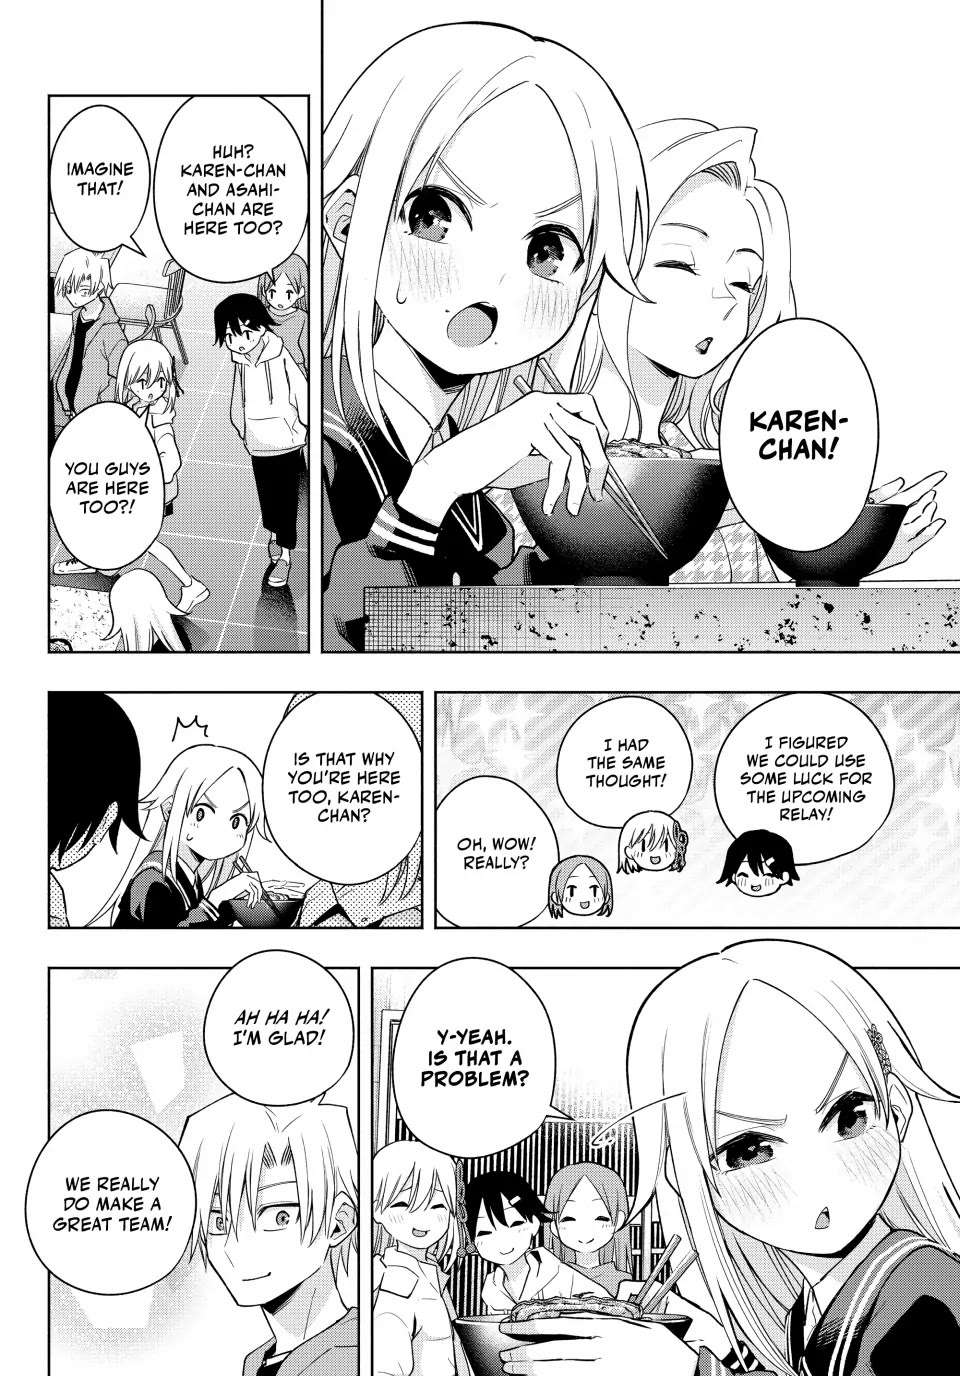 KAREN-
CHAN!
HUH?
KAREN-CHAN
AND ASAHI-
CHAN ARE
HERE TOO?
IMAGINE
THAT!
YOU GUYS
ARE HERE
TOO?!
I FIGURED
WE COULD USE
SOME LUCK FOR
THE UPCOMING
RELAY!
I HAD
THE SAME
THOUGHT!
OH, WOW!
REALLY?
IS THAT WHY
YOU'RE HERE
TOO, KAREN-
CHAN?
Y-YEAH.
IS THAT A
PROBLEM?
AH HA HA!
I'M GLAD!
WE REALLY
DO MAKE A
GREAT TEAM!